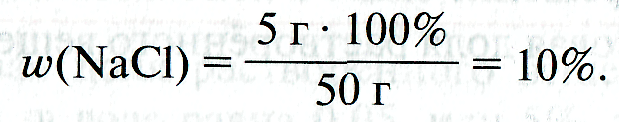 w(NaCl) = 5 г · 100% / 50 г = 10%.